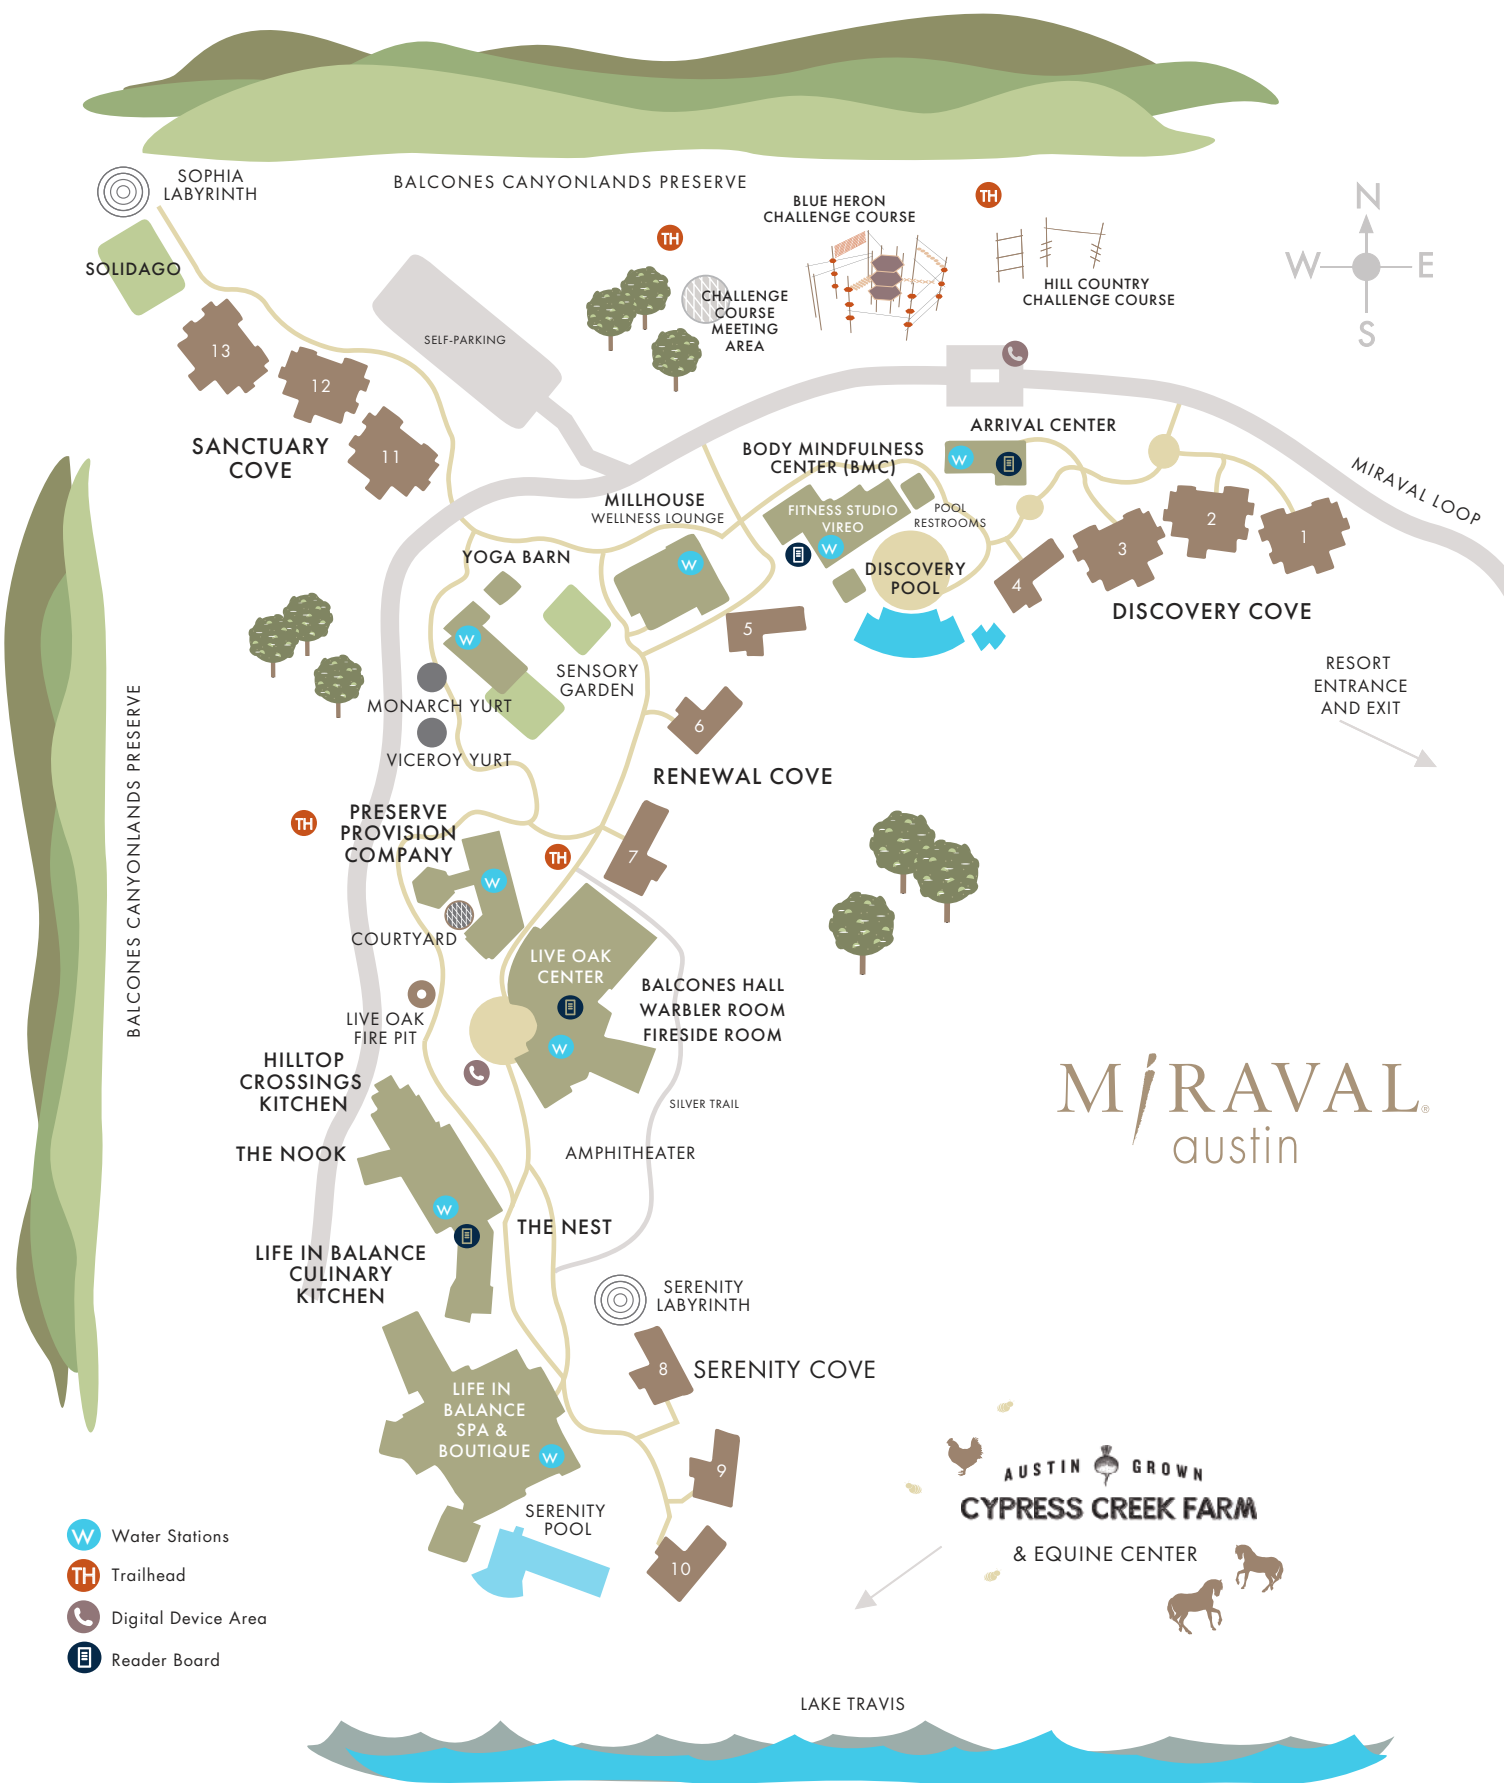 SOPHIA
LABYRINTH
BALCONES CANYONLANDS PRESERVE
TH
BLUE HERON
CHALLENGE COURSE
TH
N
W
E
S
SOLIDAGO
CHALLENGE
COURSE
MEETING
AREA
HILL COUNTRY
CHALLENGE COURSE
SELF-PARKING
13
12
11
SANCTUARY
COVE
ARRIVAL CENTER
W
BODY MINDFULNESS
CENTER (BMC)
MIRAVAL LOOP
MILLHOUSE
WELLNESS LOUNGE
FITNESS STUDIO
VIREO
W
POOL
RESTROOMS
2
1
3
4
YOGA BARN
W
DISCOVERY
POOL
DISCOVERY COVE
5
W
SENSORY
GARDEN
RESORT
ENTRANCE
AND EXIT
MONARCH YURT
VICEROY YURT
6
RENEWAL COVE
BALCONES CANYONLANDS PRESERVE
TH
PRESERVE
PROVISION
COMPANY
TH
7
W
COURTYARD
LIVE OAK
CENTER
W
BALCONES HALL
WARBLER ROOM
FIRESIDE ROOM
LIVE OAK
FIRE PIT
HILLTOP
CROSSINGS
KITCHEN
SILVER TRAIL
MIRAVAL®
austin
THE NOOK
AMPHITHEATER
W
THE NEST
LIFE IN BALANCE
CULINARY
KITCHEN
SERENITY
LABYRINTH
8
SERENITY COVE
LIFE IN
BALANCE
SPA &
BOUTIQUE
W
9
SERENITY
POOL
10
AUSTIN GROWN
CYPRESS CREEK FARM
& EQUINE CENTER
W Water Stations
TH Trailhead
Digital Device Area
Reader Board
LAKE TRAVIS